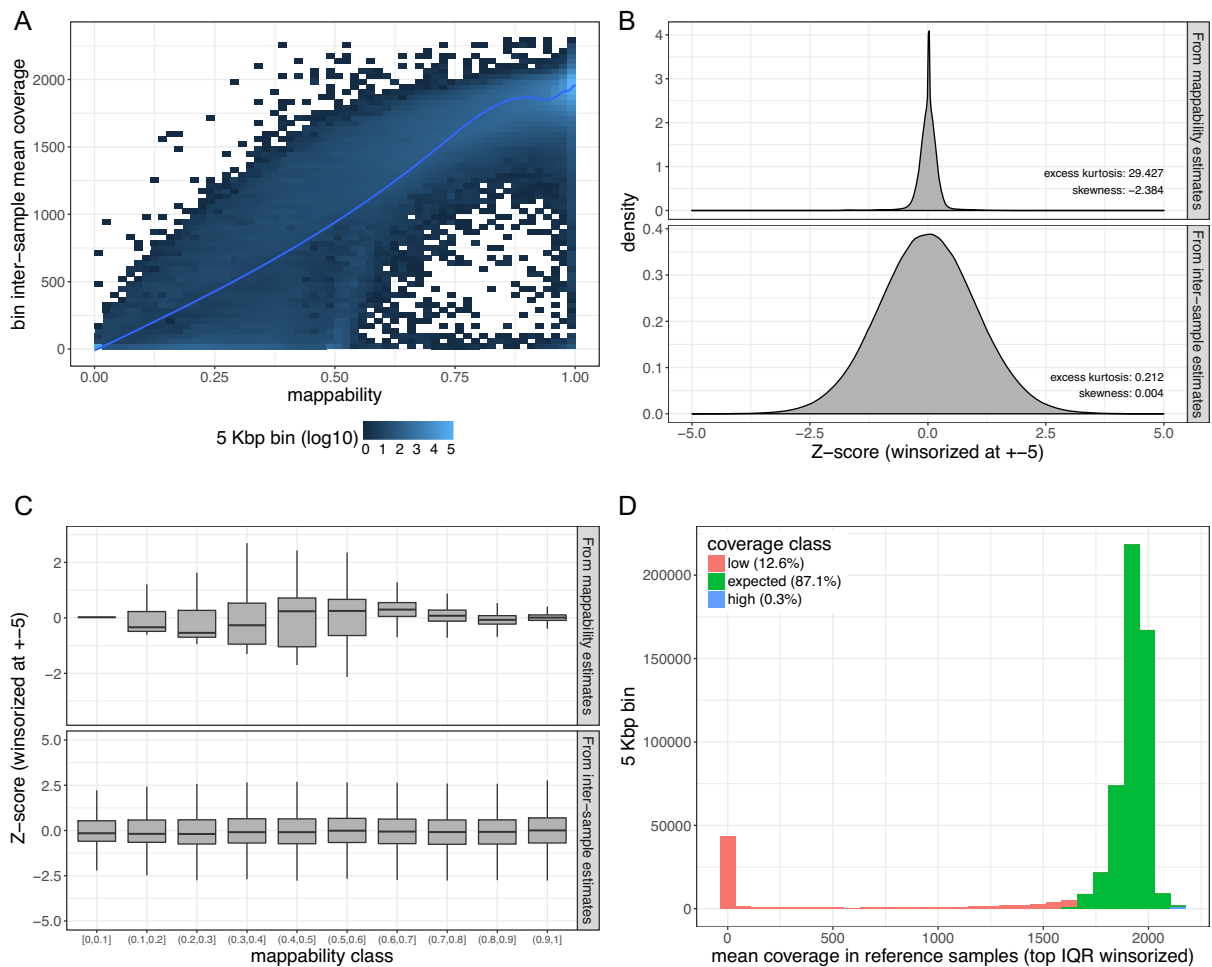 A
bin inter-sample mean coverage
2000
1500
1000
500
0
0.00 0.25 0.50 0.75 1.00
mappability
5 Kbp bin (log10)
0 1 2 3 4 5
B
density
4
3
2
1
0
excess kurtosis: 29.427
skewness: −2.384
From mappability estimates
0.4
0.3
0.2
0.1
0.0
excess kurtosis: 0.212
skewness: 0.004
From inter−sample estimates
−5.0 −2.5 0.0 2.5 5.0
Z−score (winsorized at +−5)
C
Z−score (winsorized at +−5)
2
0
−2
From mappability estimates
5.0
2.5
0.0
−2.5
−5.0
From inter−sample estimates
[0,0.1] (0.1,0.2] (0.2,0.3] (0.3,0.4] (0.4,0.5] (0.5,0.6] (0.6,0.7] (0.7,0.8] (0.8,0.9] (0.9,1]
mappability class
D
5 Kbp bin
200000
150000
100000
50000
0
coverage class
low (12.6%)
expected (87.1%)
high (0.3%)
0 500 1000 1500 2000
mean coverage in reference samples (top IQR winsorized)